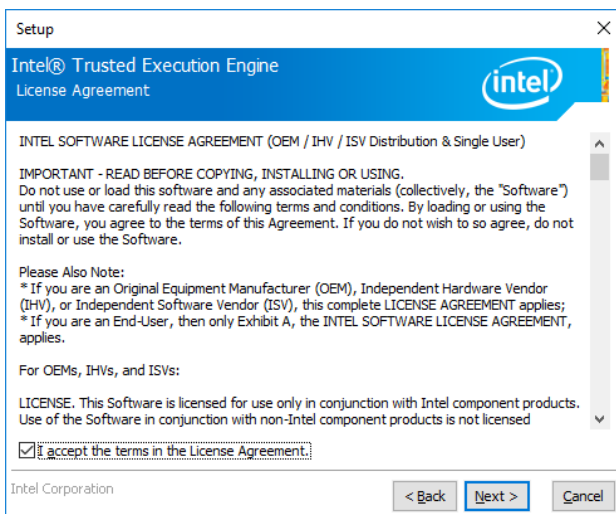 Setup
Intel® Trusted Execution Engine
License Agreement
intel
INTEL SOFTWARE LICENSE AGREEMENT (OEM / IHV / ISV Distribution & Single User)
IMPORTANT - READ BEFORE COPYING, INSTALLING OR USING.
Do not use or load this software and any associated materials (collectively, the "Software")
until you have carefully read the following terms and conditions. By loading or using the
Software, you agree to the terms of this Agreement. If you do not wish to so agree, do not
install or use the Software.
Please Also Note:
* If you are an Original Equipment Manufacturer (OEM), Independent Hardware Vendor
(IHV), or Independent Software Vendor (ISV), this complete LICENSE AGREEMENT applies;
* If you are an End-User, then only Exhibit A, the INTEL SOFTWARE LICENSE AGREEMENT,
applies.
For OEMs, IHVs, and ISVs:
LICENSE. This Software is licensed for use only in conjunction with Intel component products.
Use of the Software in conjunction with non-Intel component products is not licensed
I accept the terms in the License Agreement.
Intel Corporation
< Back Next > Cancel